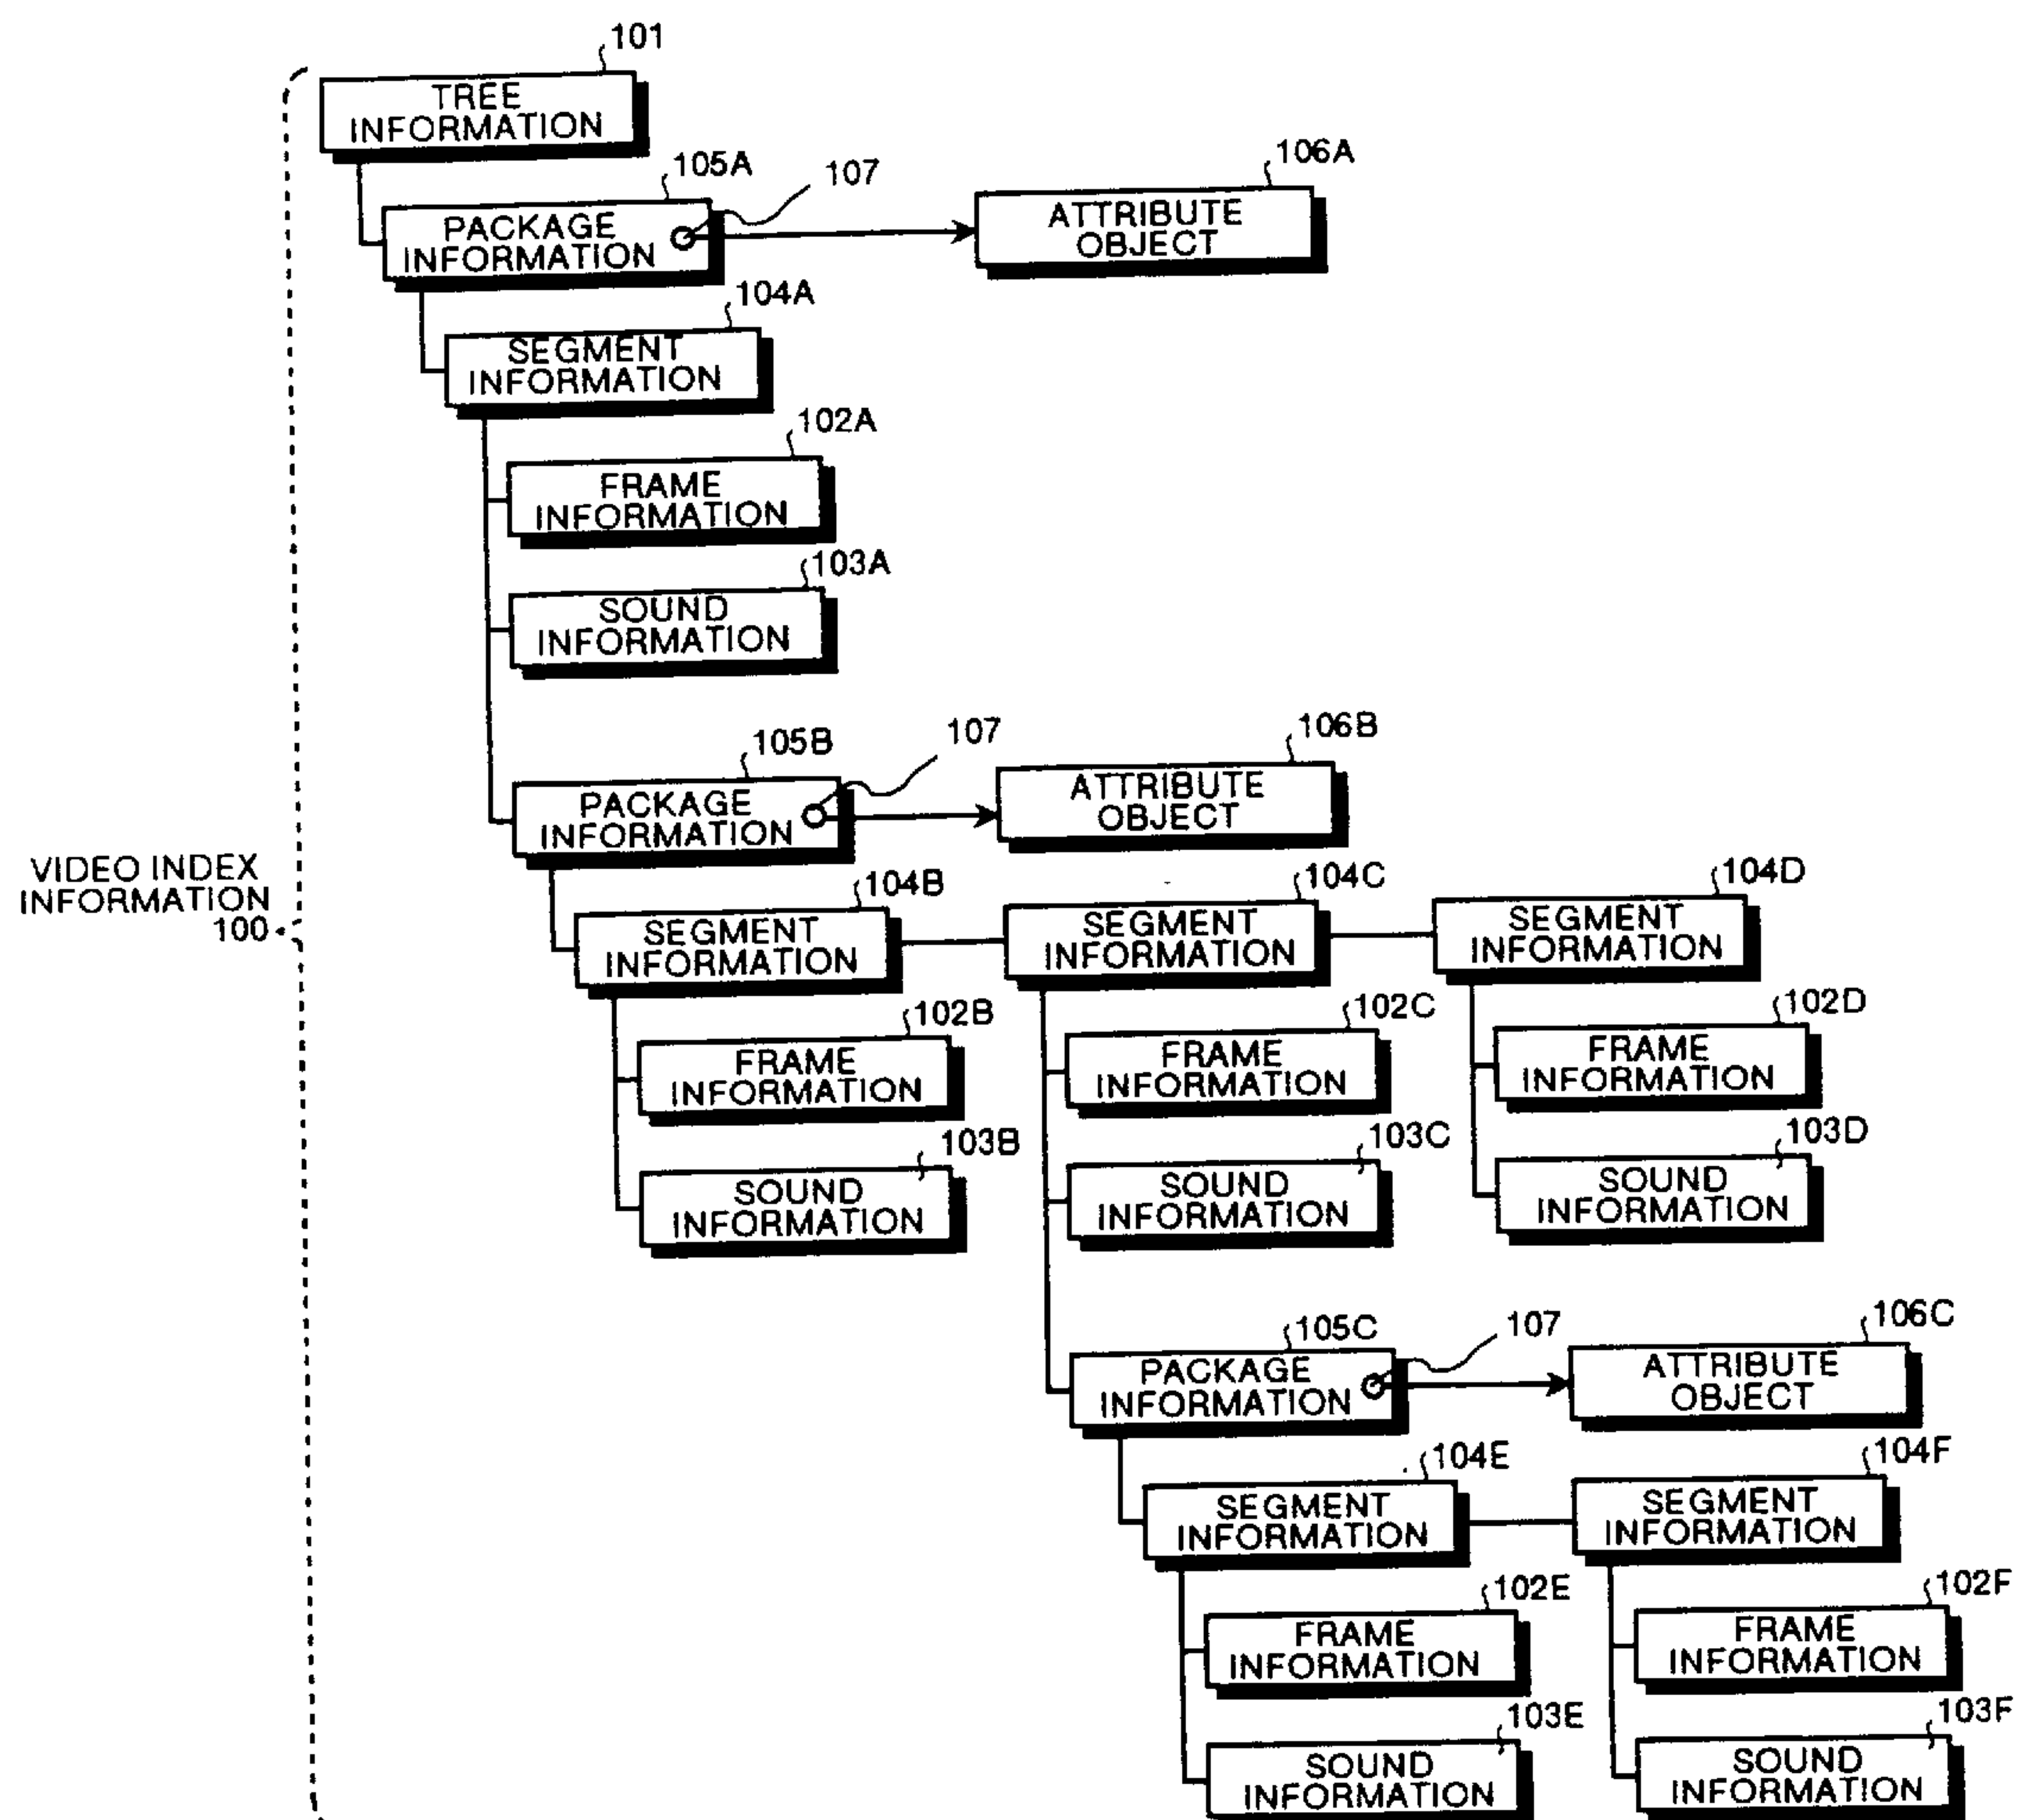 101
TREE
INFORMATION
105A
107
106A
PACKAGE
INFORMATION
ATTRIBUTE
OBJECT
104A
SEGMENT
INFORMATION
102A
FRAME
INFORMATION
103A
SOUND
INFORMATION
105B
107
106B
PACKAGE
INFORMATION
ATTRIBUTE
OBJECT
VIDEO INDEX
INFORMATION
100
104B
104C
104D
SEGMENT
INFORMATION
SEGMENT
INFORMATION
SEGMENT
INFORMATION
102B
102C
102D
FRAME
INFORMATION
FRAME
INFORMATION
FRAME
INFORMATION
103B
103C
103D
SOUND
INFORMATION
SOUND
INFORMATION
SOUND
INFORMATION
105C
107
106C
PACKAGE
INFORMATION
ATTRIBUTE
OBJECT
104E
104F
SEGMENT
INFORMATION
SEGMENT
INFORMATION
102E
102F
FRAME
INFORMATION
FRAME
INFORMATION
103E
103F
SOUND
INFORMATION
SOUND
INFORMATION